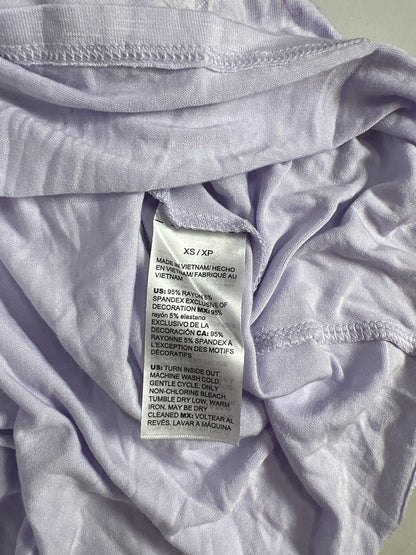 XS / XP
MADE IN VIETNAM/ HECHO
EN VIETNAM/ FABRIQUÉ AU
VIETNAM
US: 95% RAYON 5%
SPANDEX EXCLUSIVE OF
DECORATION MX: 95%
rayón 5% elastano
EXCLUSIVO DE LA
DECORACIÓN CA: 95%
RAYONNE 5% SPANDEX À
L'EXCEPTION DES MOTIFS
DÉCORATIFS
US: TURN INSIDE OUT
MACHINE WASH COLD,
GENTLE CYCLE. ONLY
NON-CHLORINE BLEACH,
TUMBLE DRY LOW. WARM
IRON. MAY BE DRY
CLEANED MX: VOLTEAR AL
REVÉS. LAVAR A MÁQUINA